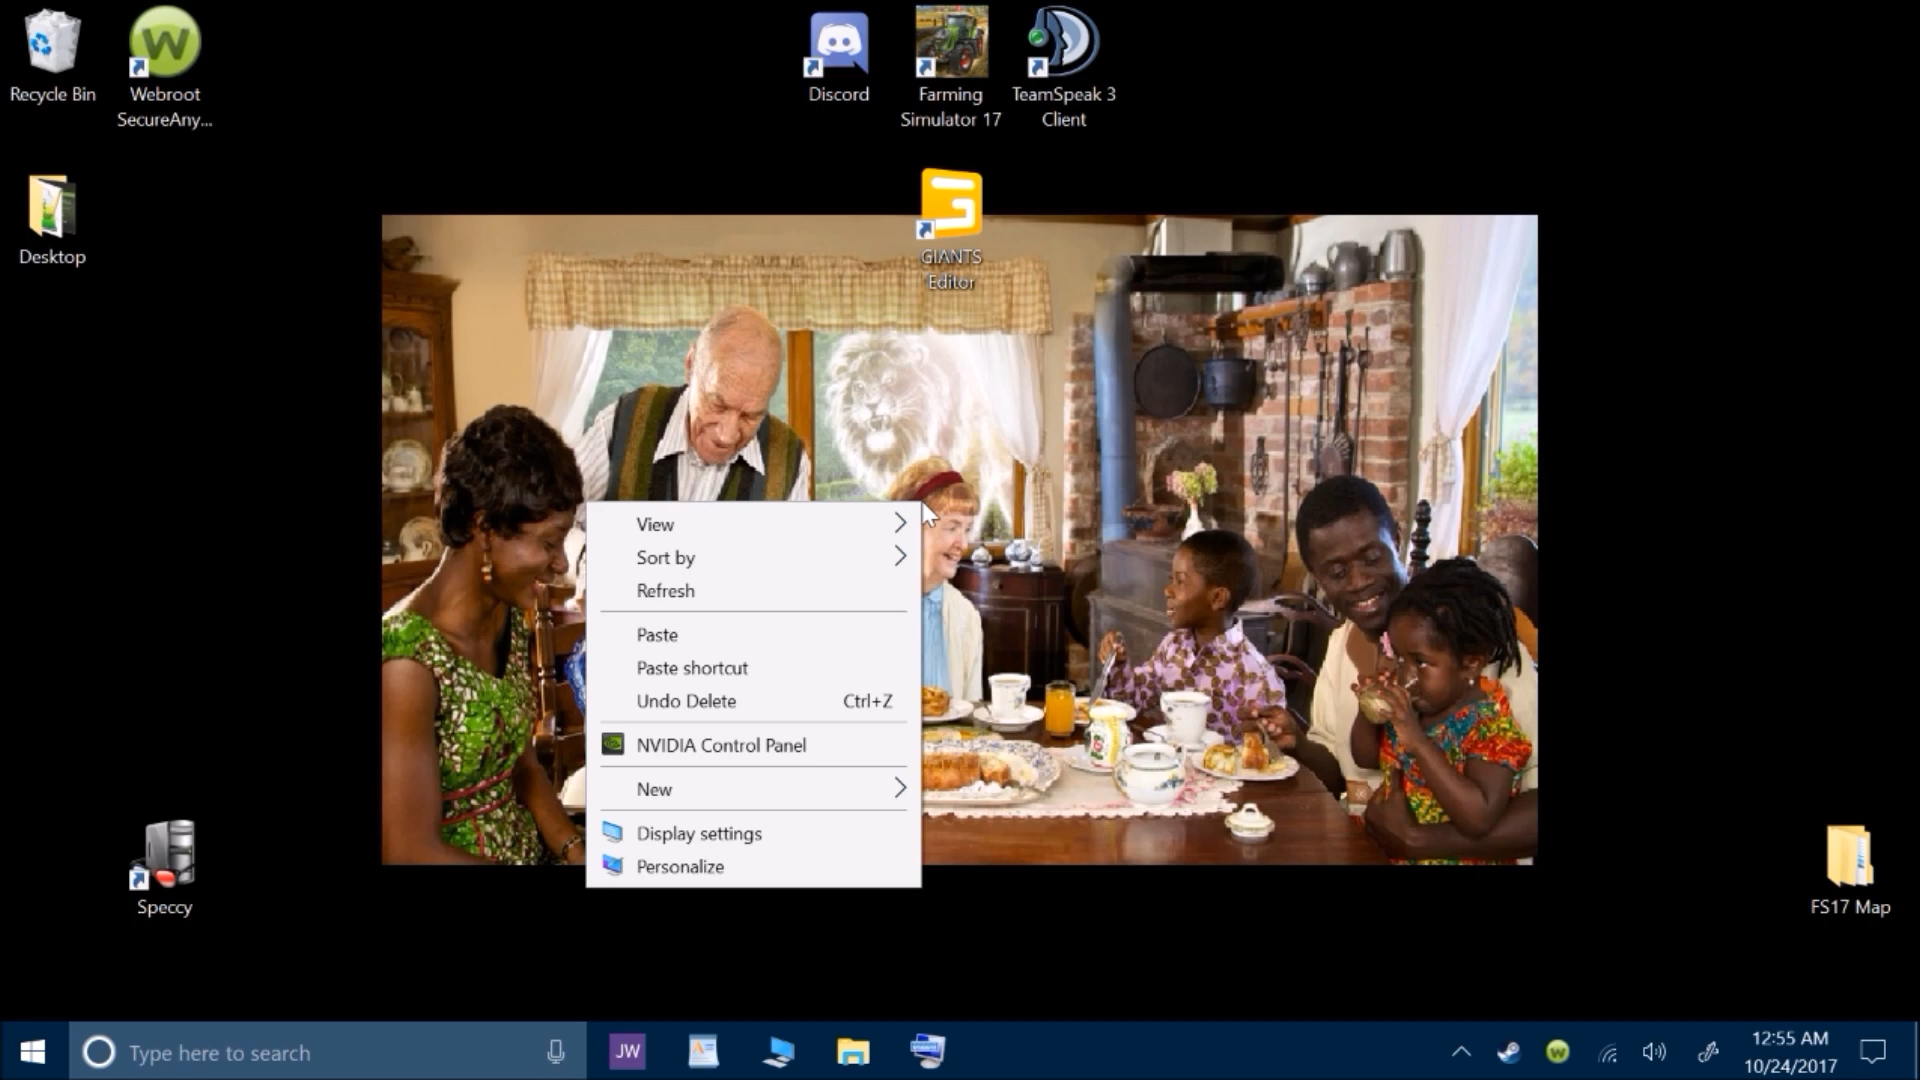 Recycle Bin
Webroot
SecureAny...
Discord
Farming
Simulator 17
TeamSpeak 3
Client
Desktop
GIANTS
Editor
View
Sort by
Refresh
Paste
Paste shortcut
Undo Delete Ctrl+Z
NVIDIA Control Panel
New
Display settings
Personalize
Speccy
FS17 Map
Type here to search
JW
12:55 AM
10/24/2017